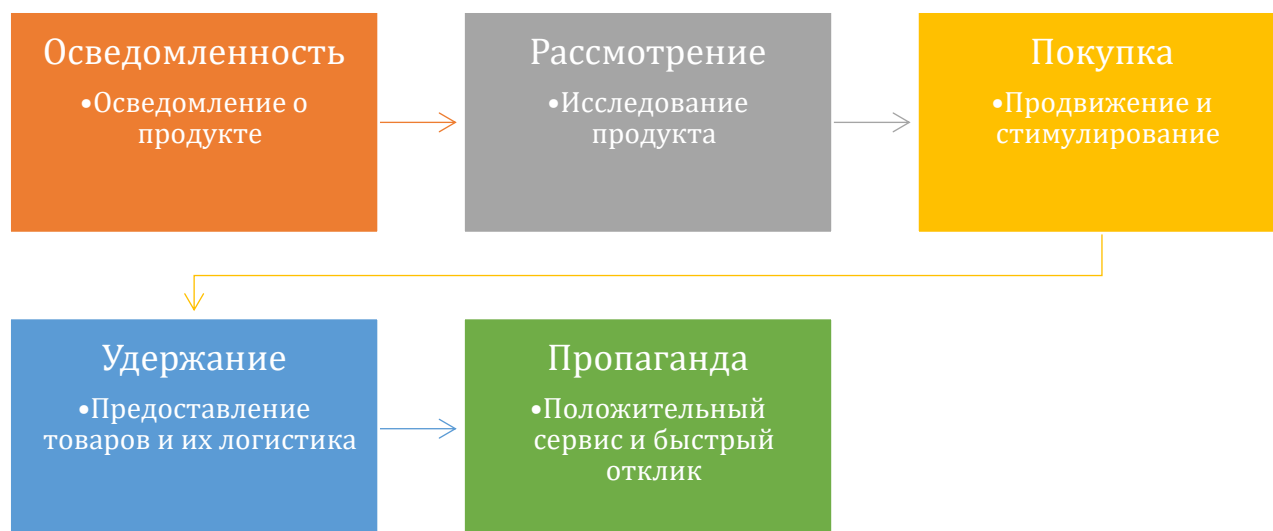 Осведомленность
•Осведомление о
продукте
Рассмотрение
•Исследование
продукта
Покупка
•Продвижение и
стимулирование
Удержание
•Предоставление
товаров и их логистика
Пропаганда
•Положительный
сервис и быстрый
отклик